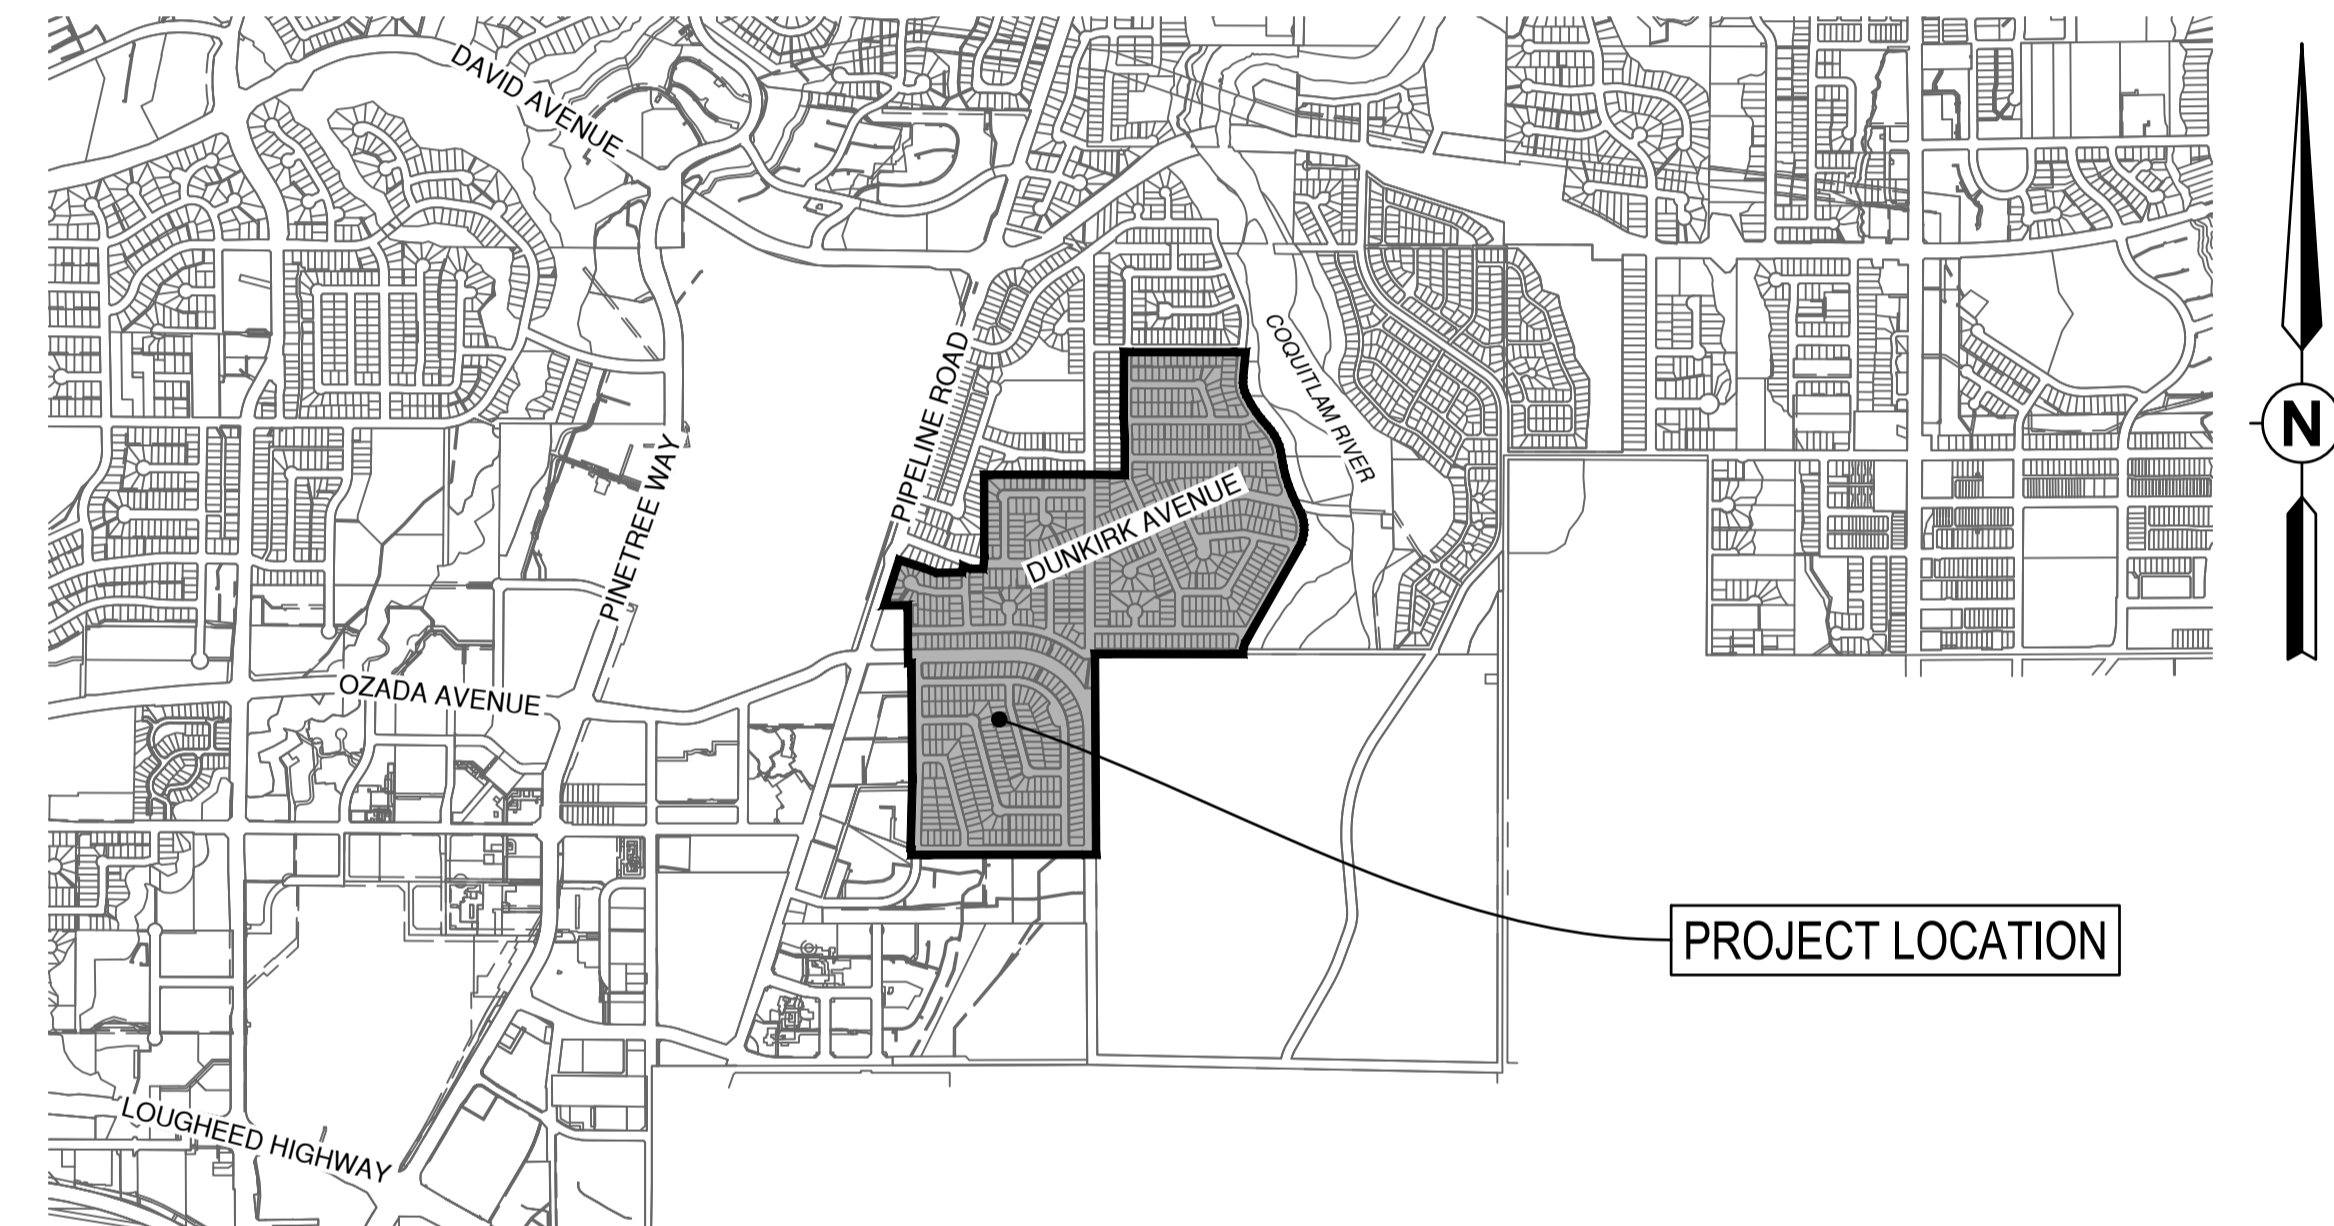 DAVID AVENUE
PIPELINE ROAD
COQUITLAM RIVER
N
PINETREE WAY
DUNKIRK AVENUE
OZADA AVENUE
PROJECT LOCATION
LOUGHEED HIGHWAY